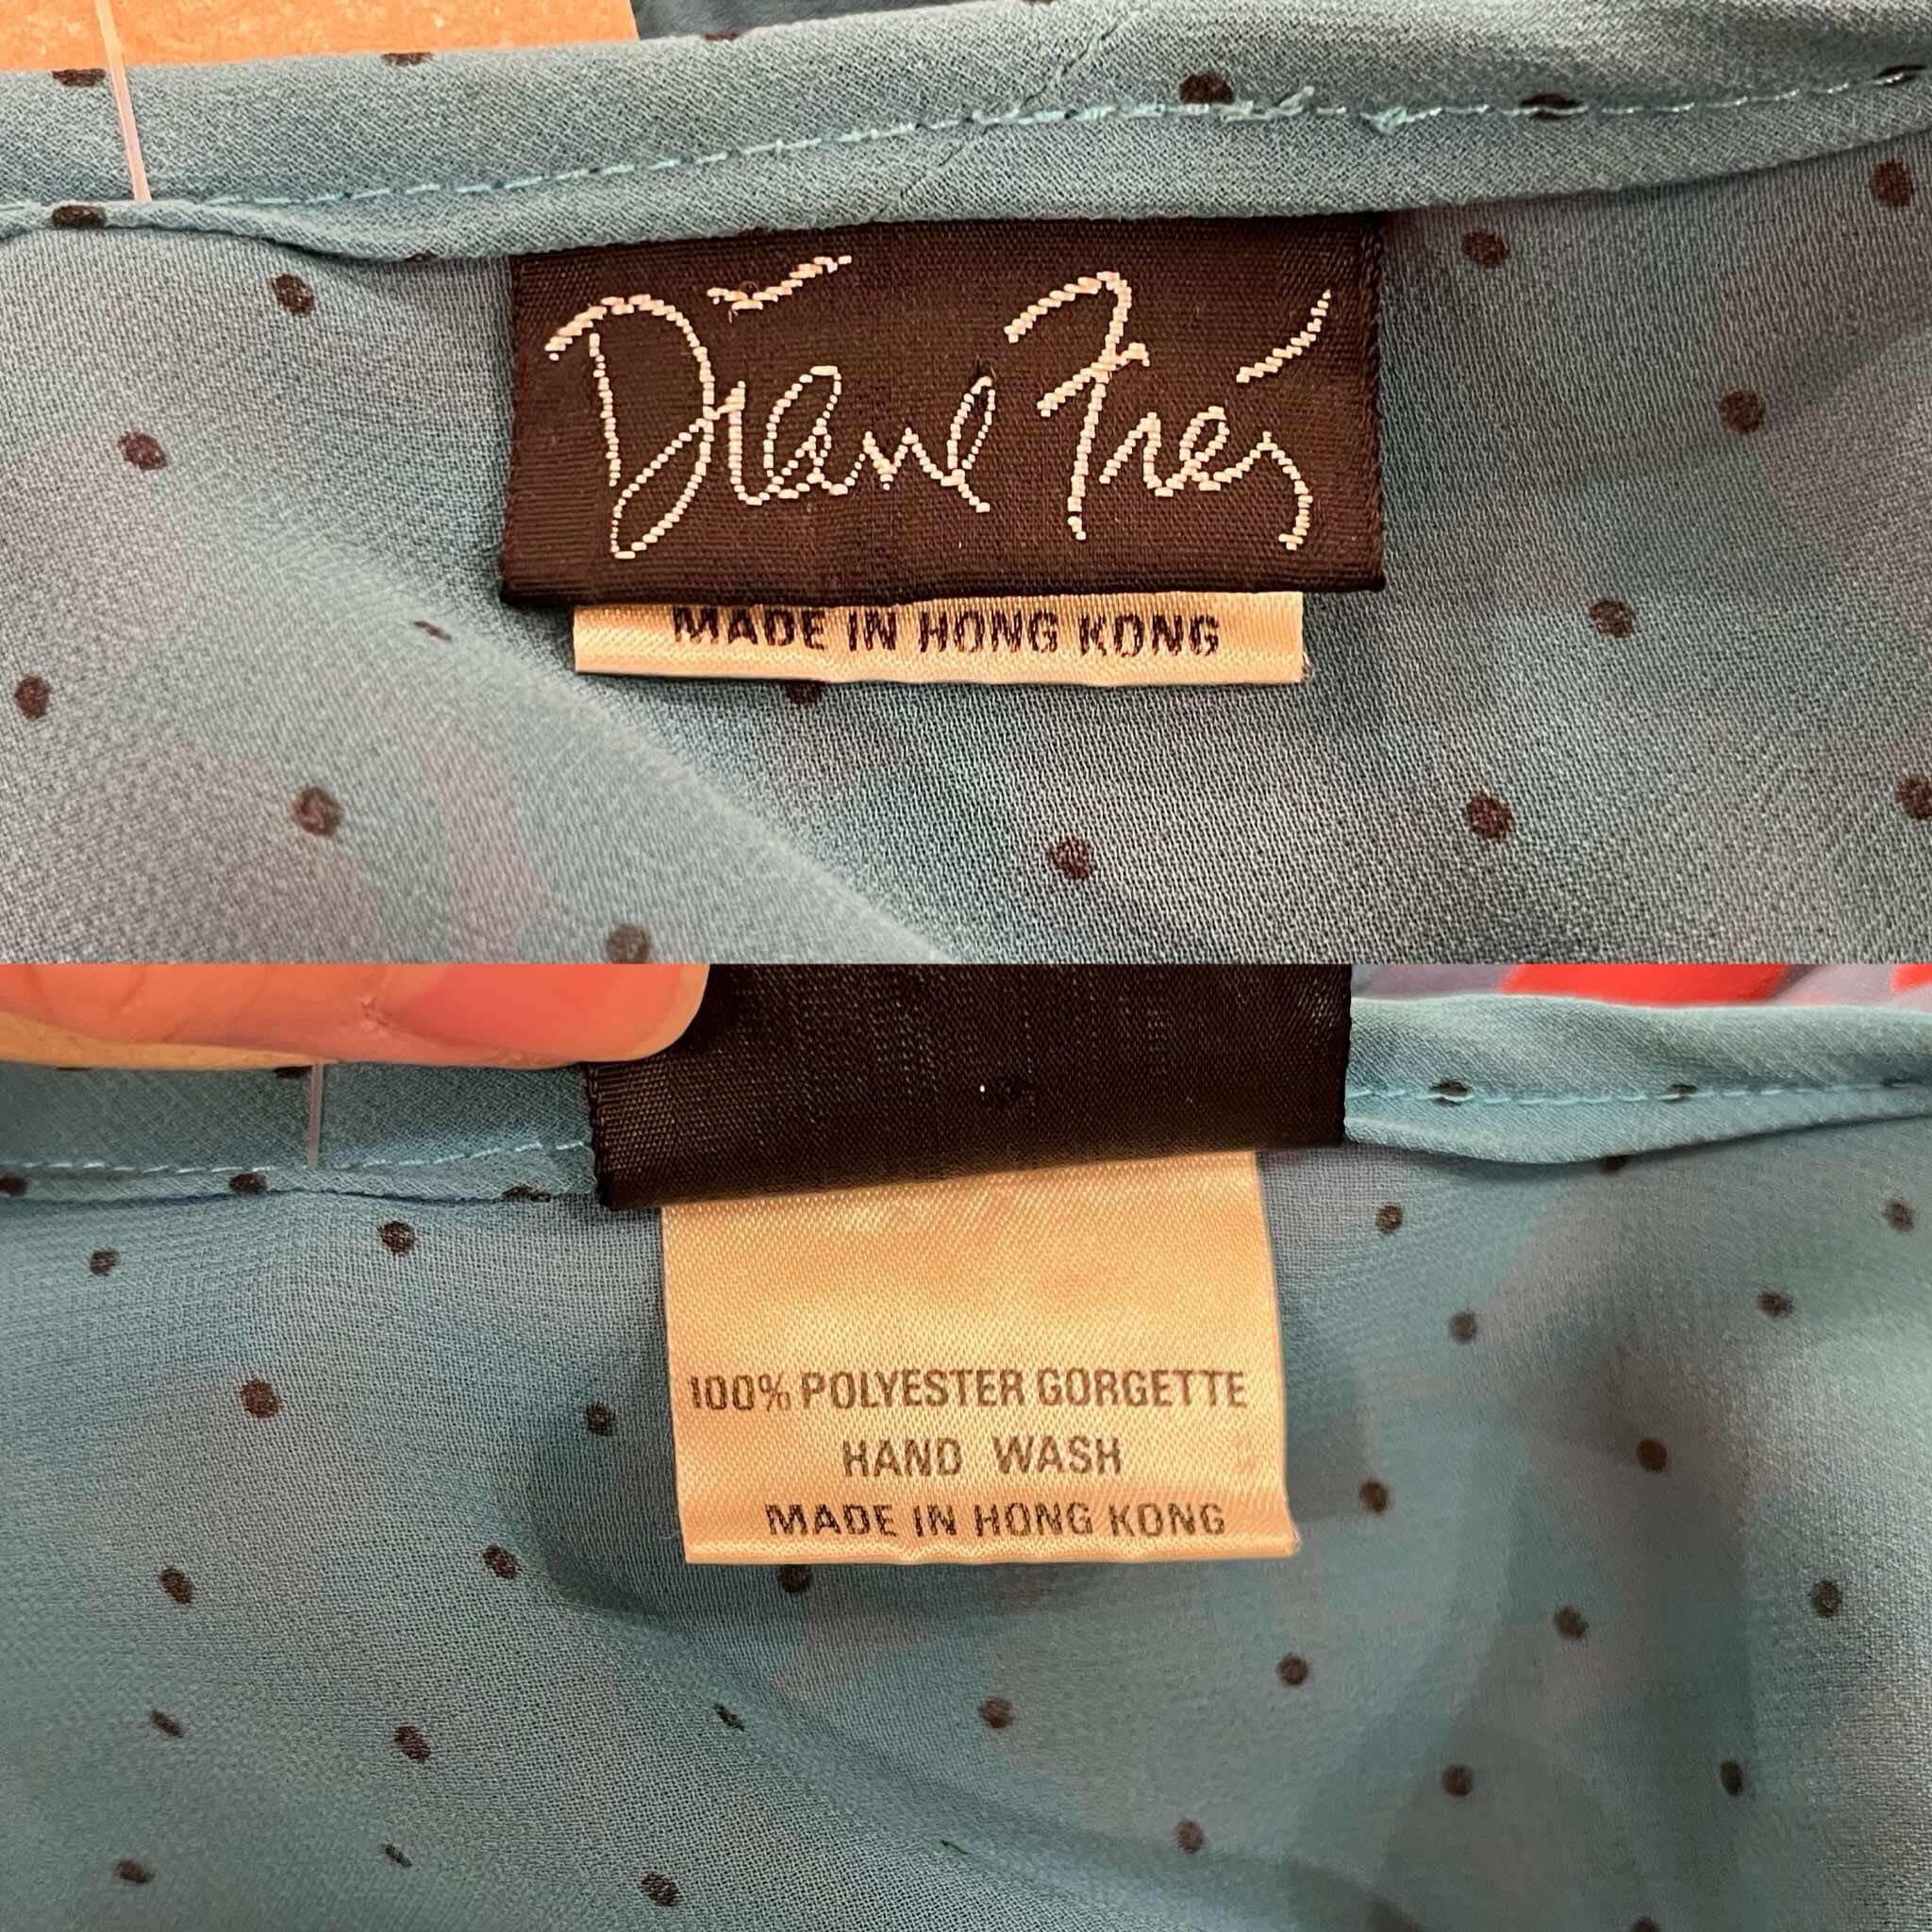 Diane Freis
MADE IN HONG KONG
100% POLYESTER GORGETTE
HAND WASH
MADE IN HONG KONG